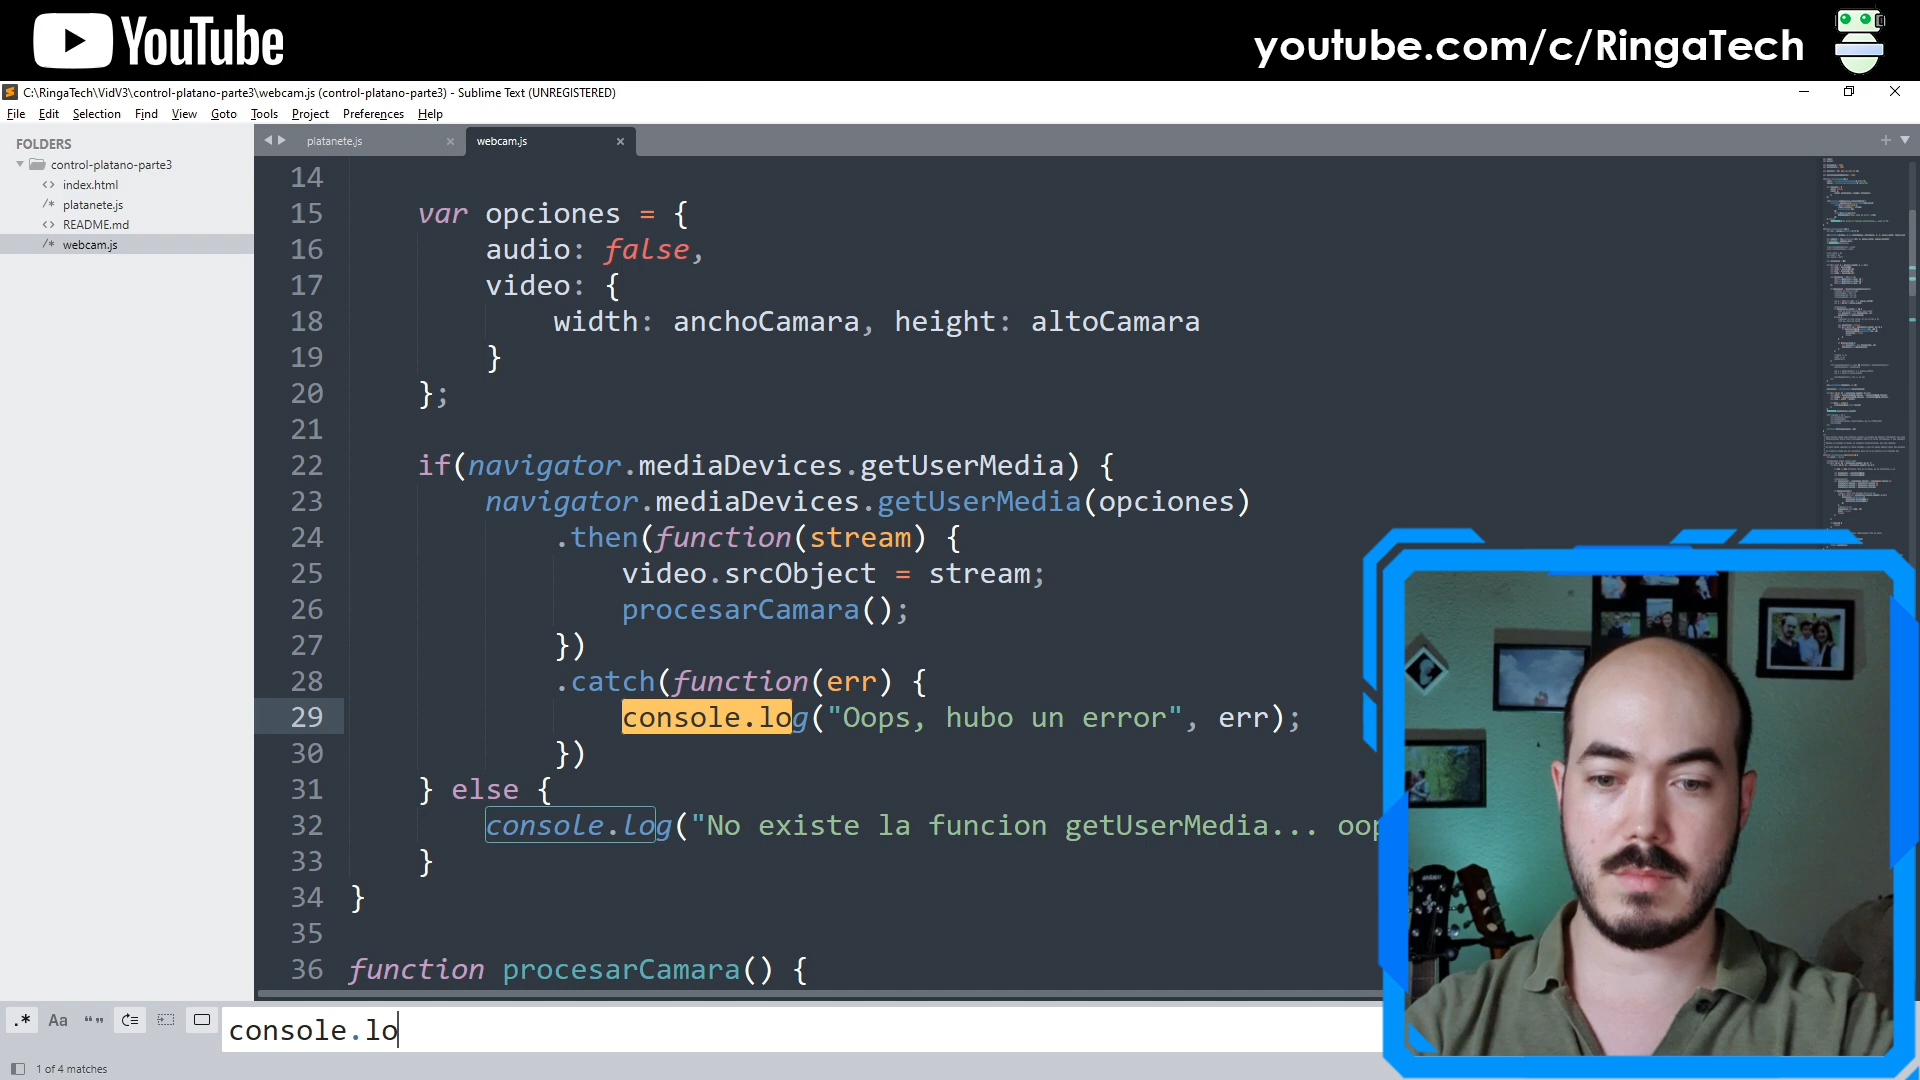 YouTube
youtube.com/c/RingaTech
C:\RingaTech\VidV3\control-platano-parte3\webcam.js (control-platano-parte3) - Sublime Text (UNREGISTERED)
File Edit Selection Find View Goto Tools Project Preferences Help
FOLDERS
control-platano-parte3
index.html
platanete.js
README.md
webcam.js
platanete.js
webcam.js
14
15 var opciones = {
16 audio: false,
17 video: {
18 width: anchoCamara, height: altoCamara
19 }
20 };
21
22 if(navigator.mediaDevices.getUserMedia) {
23 navigator.mediaDevices.getUserMedia(opciones)
24 .then(function(stream) {
25 video.srcObject = stream;
26 procesarCamara();
27 })
28 .catch(function(err) {
29 console.log("Oops, hubo un error", err);
30 })
31 } else {
32 console.log("No existe la funcion getUserMedia... oop
33 }
34 }
35
36 function procesarCamara() {
.* Aa
console.lo
1 of 4 matches